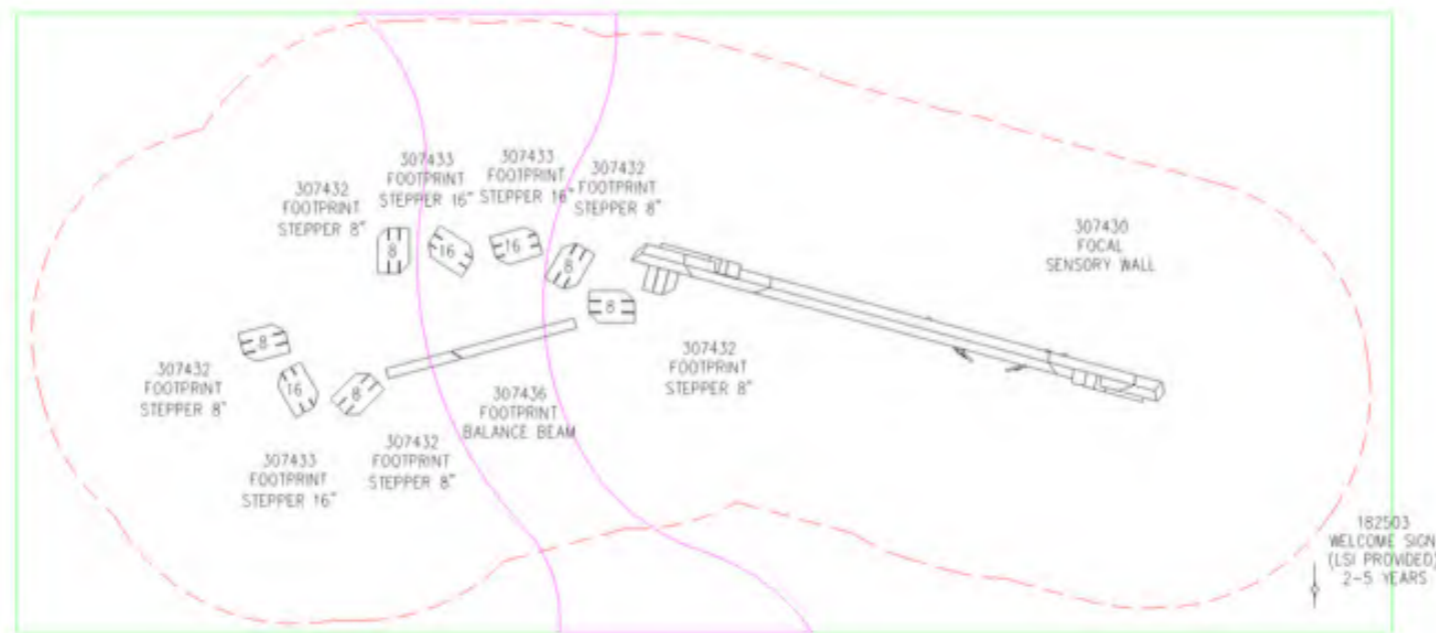 307433
FOOTPRINT
STEPPER 16"
307433
FOOTPRINT
STEPPER 16"
307432
FOOTPRINT
STEPPER 8"
307432
FOOTPRINT
STEPPER 8"
307430
FOCAL
SENSORY WALL
8
16
16
8
8
8
16
8
307432
FOOTPRINT
STEPPER 8"
307432
FOOTPRINT
STEPPER 8"
307436
FOOTPRINT
BALANCE BEAM
307432
FOOTPRINT
STEPPER 8"
307433
FOOTPRINT
STEPPER 16"
182503
WELCOME SIGN
(LSI PROVIDED)
2-5 YEARS